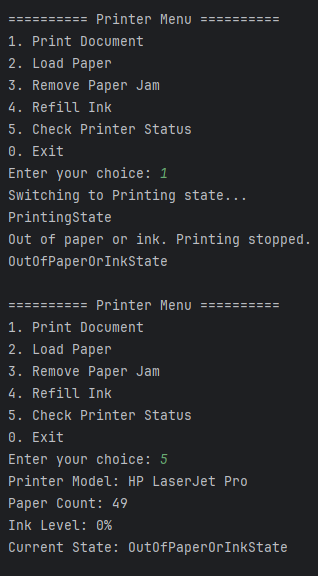 ========== Printer Menu ==========
1. Print Document
2. Load Paper
3. Remove Paper Jam
4. Refill Ink
5. Check Printer Status
0. Exit
Enter your choice: 1
Switching to Printing state...
PrintingState
Out of paper or ink. Printing stopped.
OutOfPaperOrInkState

========== Printer Menu ==========
1. Print Document
2. Load Paper
3. Remove Paper Jam
4. Refill Ink
5. Check Printer Status
0. Exit
Enter your choice: 5
Printer Model: HP LaserJet Pro
Paper Count: 49
Ink Level: 0%
Current State: OutOfPaperOrInkState